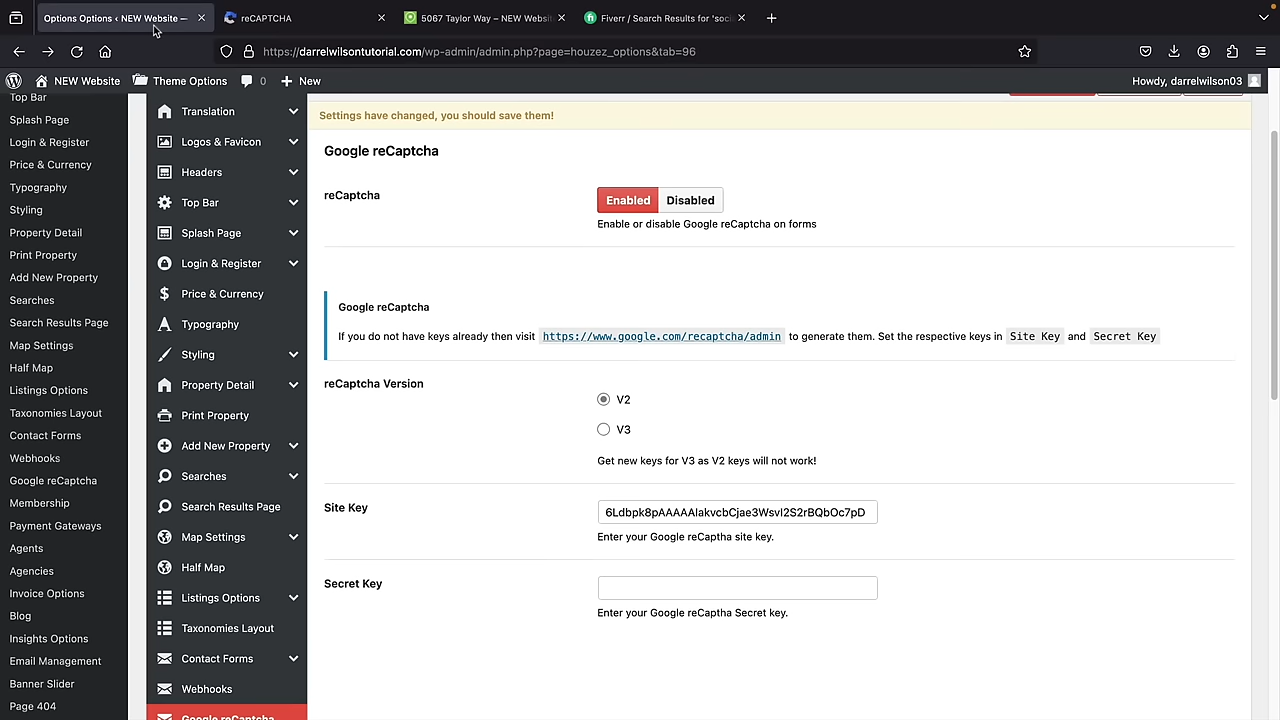 Options Options ‹ NEW Website —
reCAPTCHA
5067 Taylor Way – NEW Websit
Fiverr / Search Results for 'soci
https://darrelwilsontutorial.com/wp-admin/admin.php?page=houzez_options&tab=96
NEW Website
Theme Options
0
New
Howdy, darrelwilson03
Top Bar
Splash Page
Login & Register
Price & Currency
Typography
Styling
Property Detail
Print Property
Add New Property
Searches
Search Results Page
Map Settings
Half Map
Listings Options
Taxonomies Layout
Contact Forms
Webhooks
Google reCaptcha
Membership
Payment Gateways
Agents
Agencies
Invoice Options
Blog
Insights Options
Email Management
Banner Slider
Page 404
Translation
Logos & Favicon
Headers
Top Bar
Splash Page
Login & Register
Price & Currency
Typography
Styling
Property Detail
Print Property
Add New Property
Searches
Search Results Page
Map Settings
Half Map
Listings Options
Taxonomies Layout
Contact Forms
Webhooks
Google reCaptcha
Settings have changed, you should save them!
Google reCaptcha
reCaptcha
Enabled Disabled
Enable or disable Google reCaptcha on forms
Google reCaptcha
If you do not have keys already then visit https://www.google.com/recaptcha/admin to generate them. Set the respective keys in Site Key and Secret Key
reCaptcha Version
V2
V3
Get new keys for V3 as V2 keys will not work!
Site Key
6Ldbpk8pAAAAAIakvcbCjae3WsvI2S2rBQbOc7pD
Enter your Google reCaptha site key.
Secret Key
Enter your Google reCaptha Secret key.